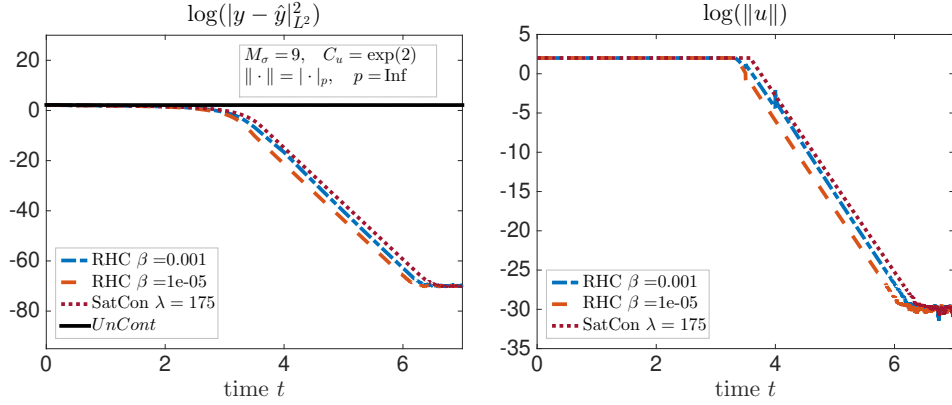 log(|y − ŷ|²_{L²})
20
0
-20
-40
-60
-80
M_σ = 9, C_u = exp(2)
‖ · ‖ = | · |_p, p = Inf
RHC β =0.001
RHC β =1e-05
SatCon λ = 175
UnCont
0
2
4
6
time t
log(‖u‖)
5
0
-5
-10
-15
-20
-25
-30
-35
RHC β =0.001
RHC β =1e-05
SatCon λ = 175
0
2
4
6
time t